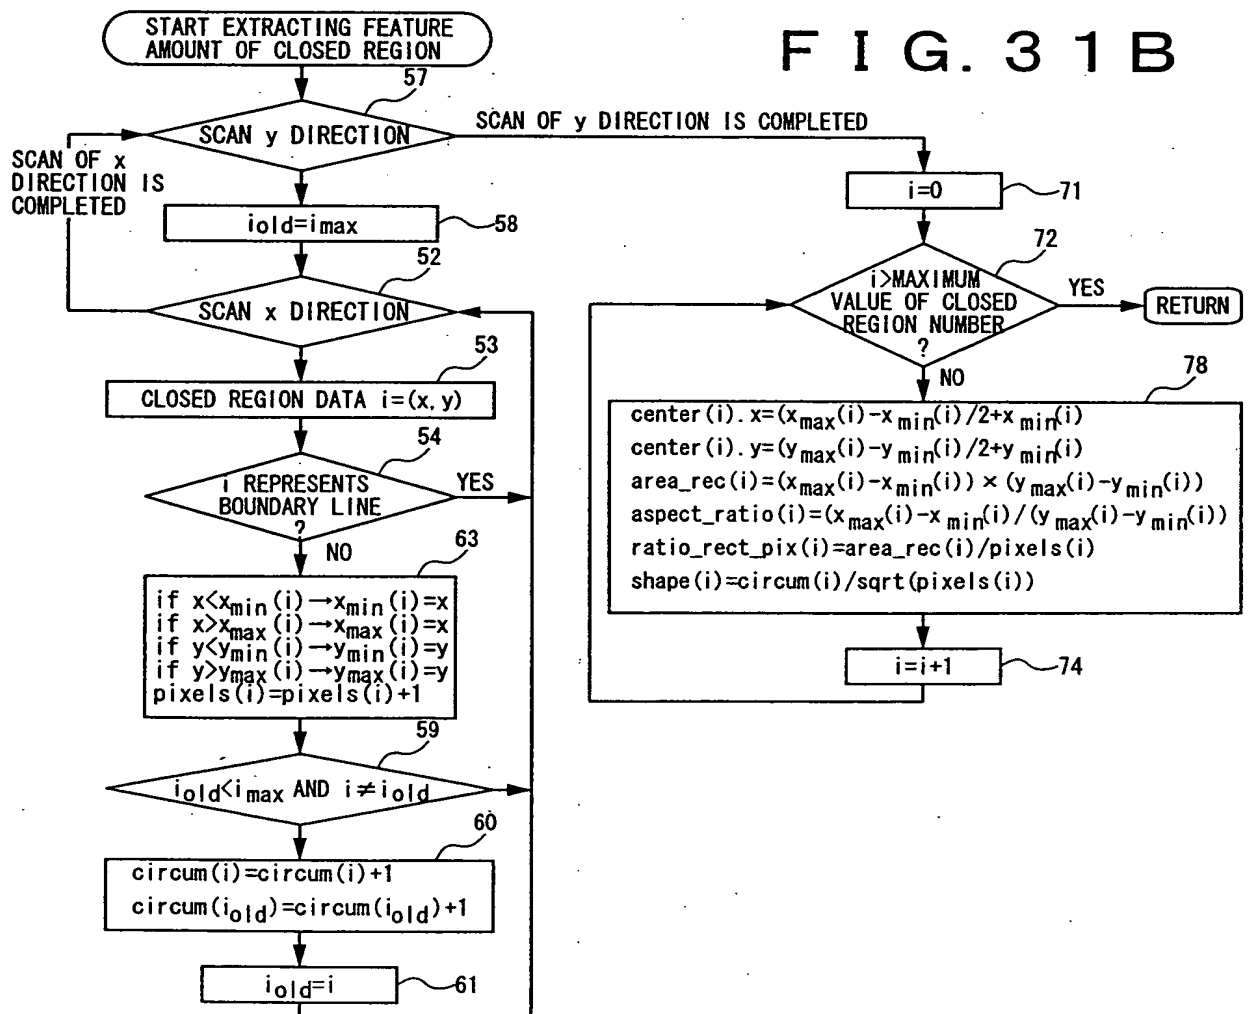 FIG. 31B
START EXTRACTING FEATURE
AMOUNT OF CLOSED REGION
57
SCAN y DIRECTION
SCAN OF y DIRECTION IS COMPLETED
SCAN OF x
DIRECTION IS
COMPLETED
iold=imax
58
52
SCAN x DIRECTION
53
CLOSED REGION DATA i=(x, y)
54
i REPRESENTS
BOUNDARY LINE
?
YES
NO
63
if x<xmin(i)→xmin(i)=x
if x>xmax(i)→xmax(i)=x
if y<ymin(i)→ymin(i)=y
if y>ymax(i)→ymax(i)=y
pixels(i)=pixels(i)+1
59
iold<imax AND i≠iold
60
circum(i)=circum(i)+1
circum(iold)=circum(iold)+1
iold=i
61
i=0
71
72
i>MAXIMUM
VALUE OF CLOSED
REGION NUMBER
?
YES
RETURN
NO
78
center(i).x=(xmax(i)-xmin(i)/2+xmin(i)
center(i).y=(ymax(i)-ymin(i)/2+ymin(i)
area_rec(i)=(xmax(i)-xmin(i))×(ymax(i)-ymin(i))
aspect_ratio(i)=(xmax(i)-xmin(i)/(ymax(i)-ymin(i))
ratio_rect_pix(i)=area_rec(i)/pixels(i)
shape(i)=circum(i)/sqrt(pixels(i))
i=i+1
74